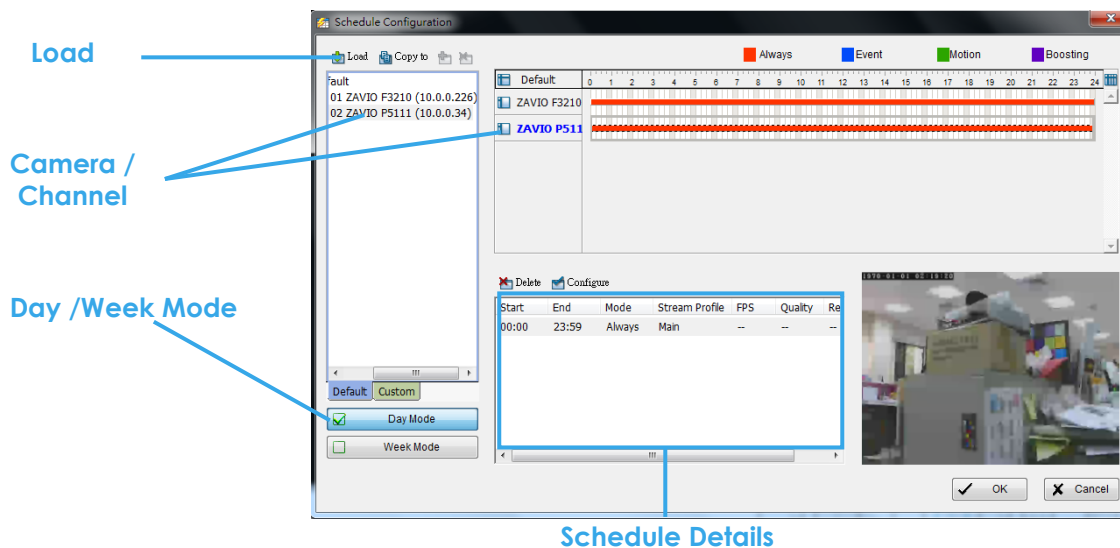 Schedule Configuration
Load
Load Copy to
Always Event Motion Boosting
fault
01 ZAVIO F3210 (10.0.0.226)
02 ZAVIO P5111 (10.0.0.34)
Default 0 1 2 3 4 5 6 7 8 9 10 11 12 13 14 15 16 17 18 19 20 21 22 23 24
ZAVIO F3210
ZAVIO P511
Camera /
Channel
Delete Configure
Start End Mode Stream Profile FPS Quality Re
00:00 23:59 Always Main -- -- --
Day /Week Mode
Default Custom
Day Mode
Week Mode
OK Cancel
Schedule Details